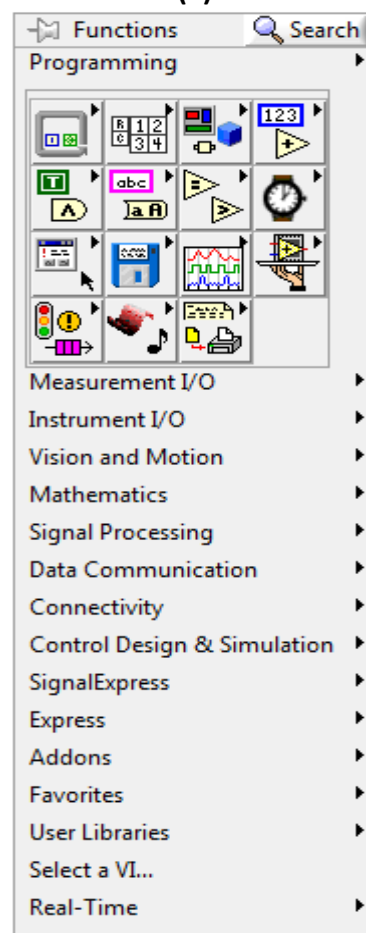 Functions
Search
Programming
123
R 1 2
C 3 4
T
abc
a A
Measurement I/O
Instrument I/O
Vision and Motion
Mathematics
Signal Processing
Data Communication
Connectivity
Control Design & Simulation
SignalExpress
Express
Addons
Favorites
User Libraries
Select a VI...
Real-Time